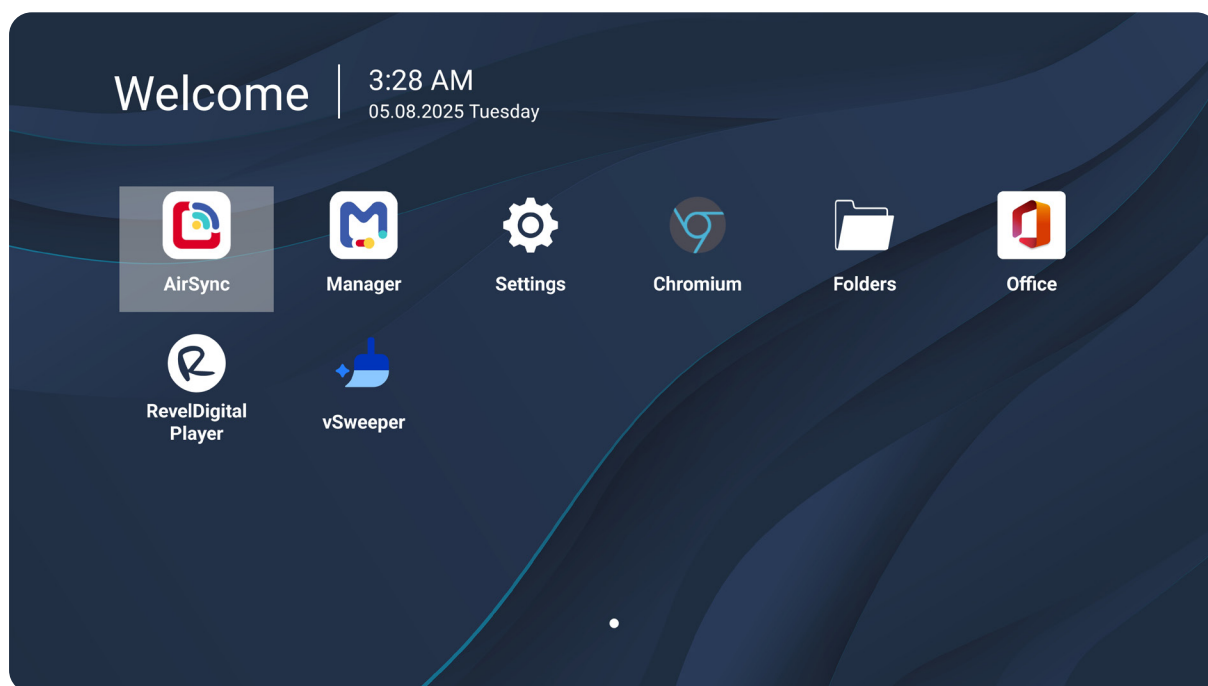 Welcome
3:28 AM
05.08.2025 Tuesday
AirSync
Manager
Settings
Chromium
Folders
Office
RevelDigital
Player
vSweeper